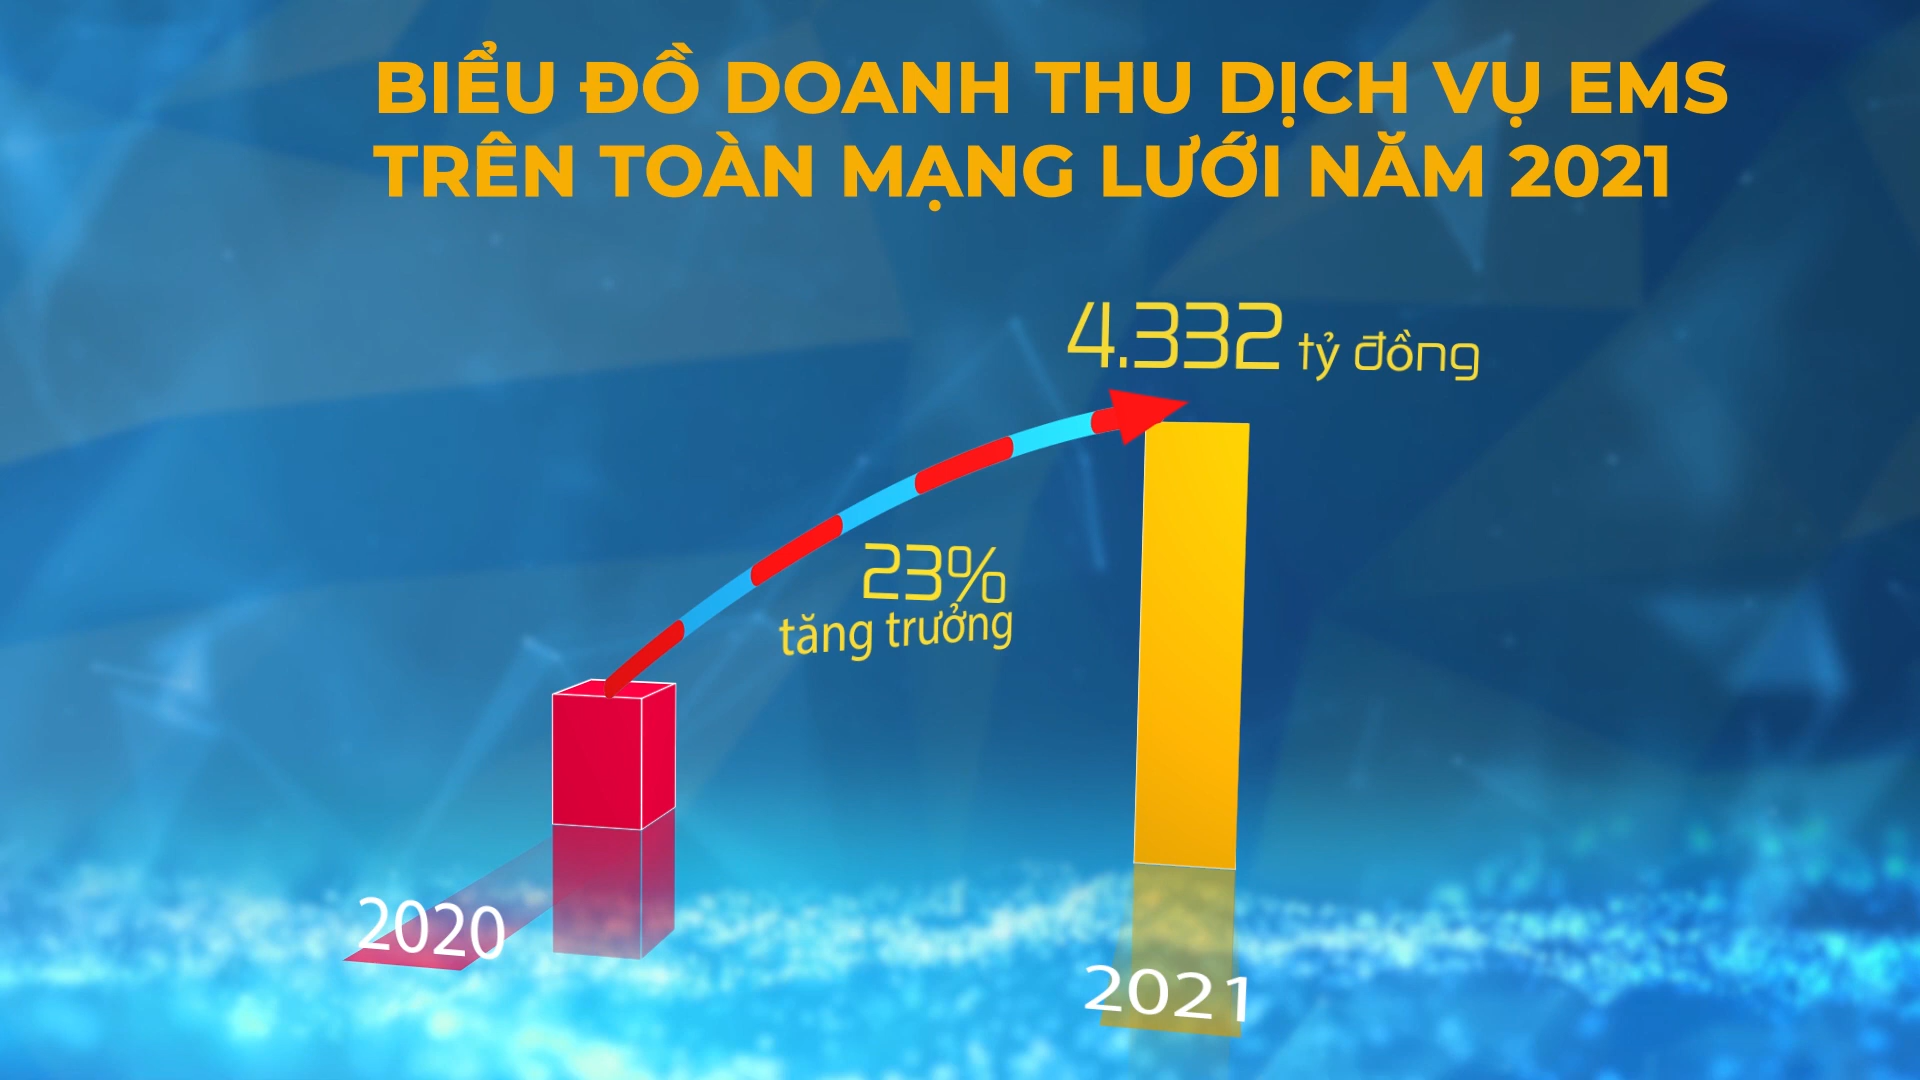 BIỂU ĐỒ DOANH THU DỊCH VỤ EMS
TRÊN TOÀN MẠNG LƯỚI NĂM 2021
4.332 tỷ đồng
23%
tăng trưởng
2020
2021